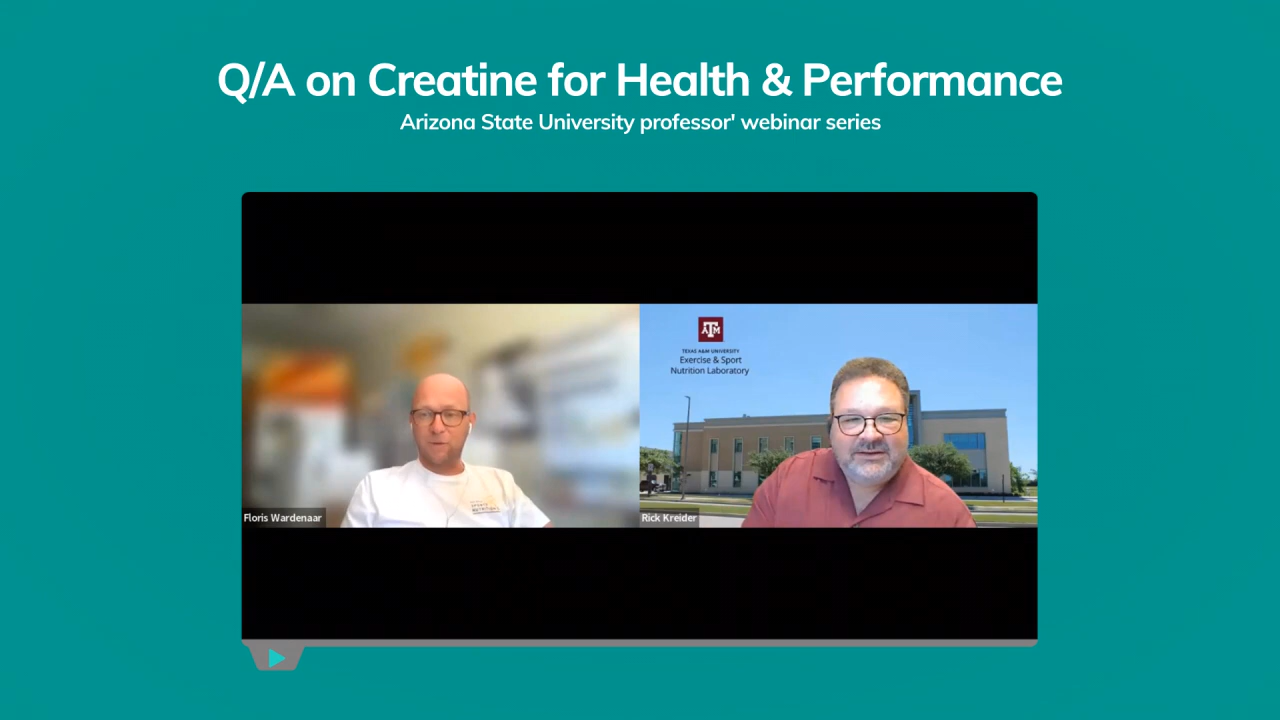 Q/A on Creatine for Health & Performance
Arizona State University professor' webinar series
ATM
TEXAS A&M UNIVERSITY
Exercise & Sport
Nutrition Laboratory
Floris Wardenaar
Rick Kreider